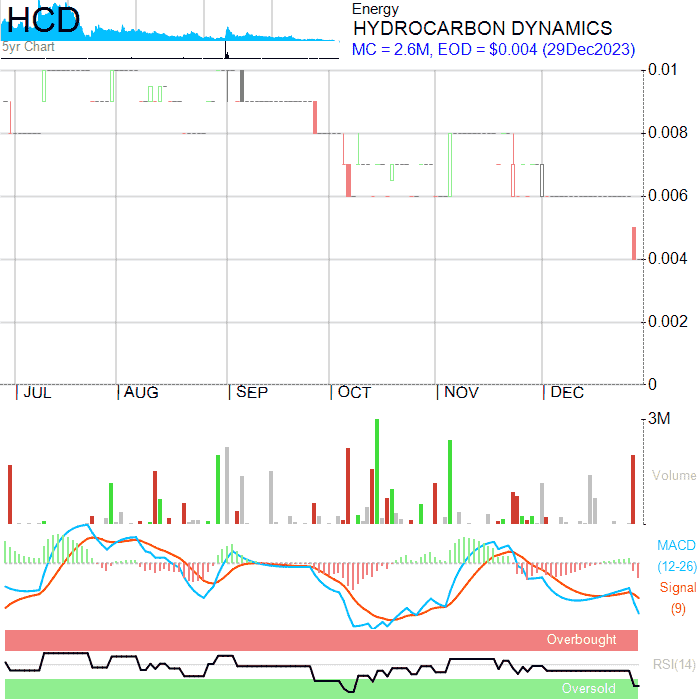 HCD
5yr Chart
Energy
HYDROCARBON DYNAMICS
MC = 2.6M, EOD = $0.004 (29Dec2023)
0.01
0.008
0.006
0.004
0.002
0
JUL AUG SEP OCT NOV DEC
3M
Volume
MACD
(12-26)
Signal
(9)
Overbought
RSI(14)
Oversold